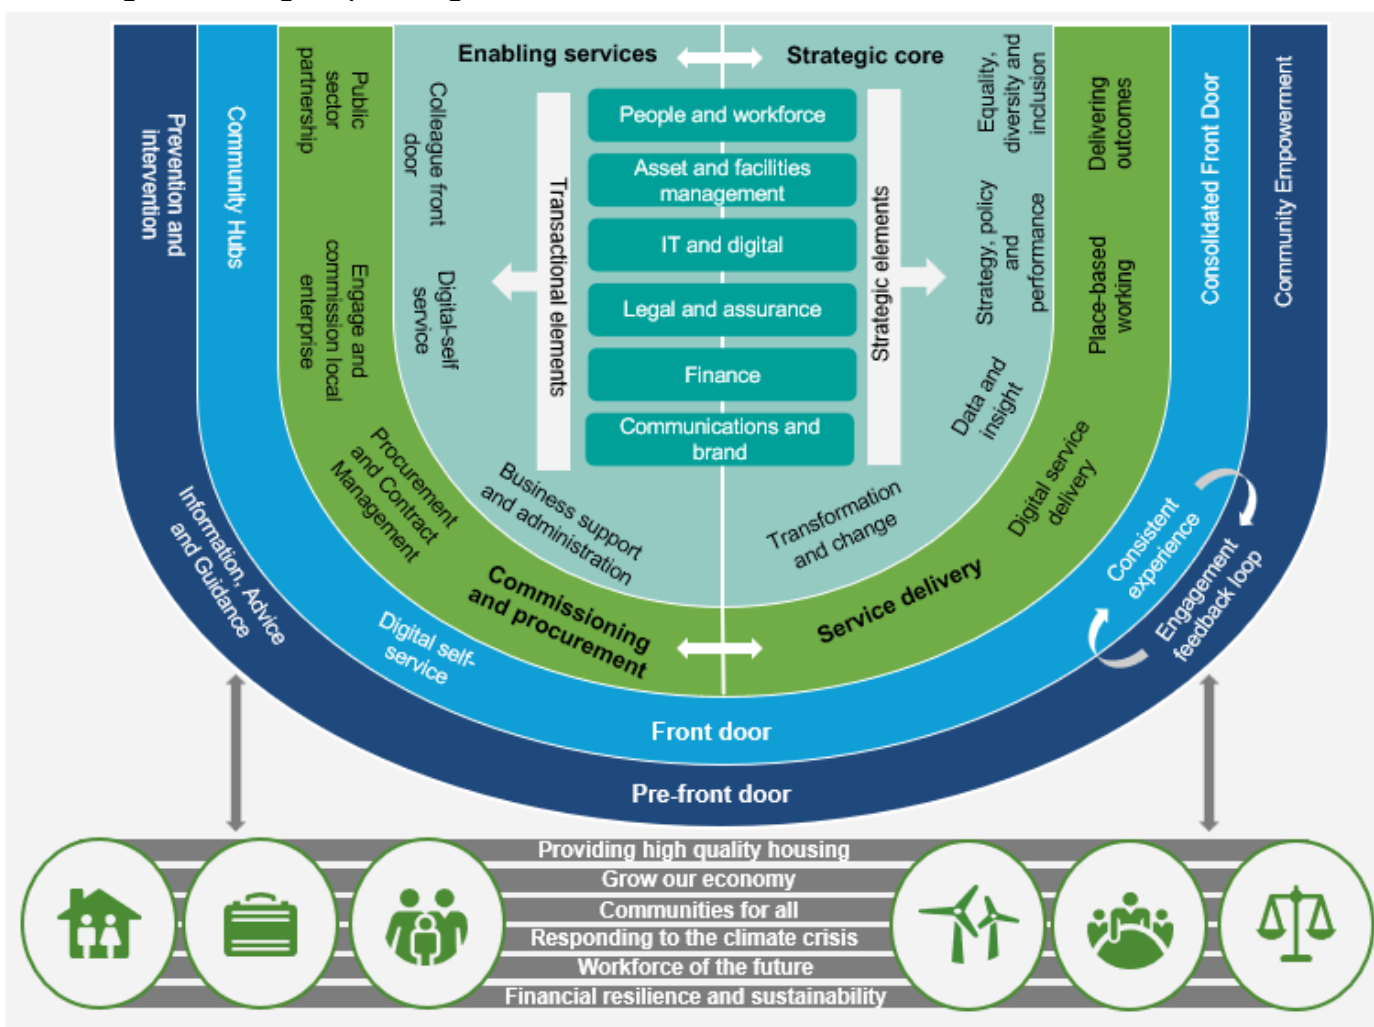 Enabling services
Strategic core
People and workforce
Asset and facilities
management
IT and digital
Legal and assurance
Finance
Communications and
brand
Transactional elements
Strategic elements
Colleague front
door
Digital-self
service
Business support
and administration
Equality,
diversity and
inclusion
Strategy, policy
and
performance
Data and
insight
Transformation
and change
Public
sector
partnership
Engage and
commission local
enterprise
Procurement
and Contract
Management
Commissioning
and procurement
Delivering
outcomes
Place-based
working
Digital service
delivery
Service delivery
Community Hubs
Digital self-
service
Front door
Consolidated Front Door
Consistent
experience
Prevention and
intervention
Information, Advice
and Guidance
Pre-front door
Community Empowerment
Engagement
feedback loop
Providing high quality housing
Grow our economy
Communities for all
Responding to the climate crisis
Workforce of the future
Financial resilience and sustainability